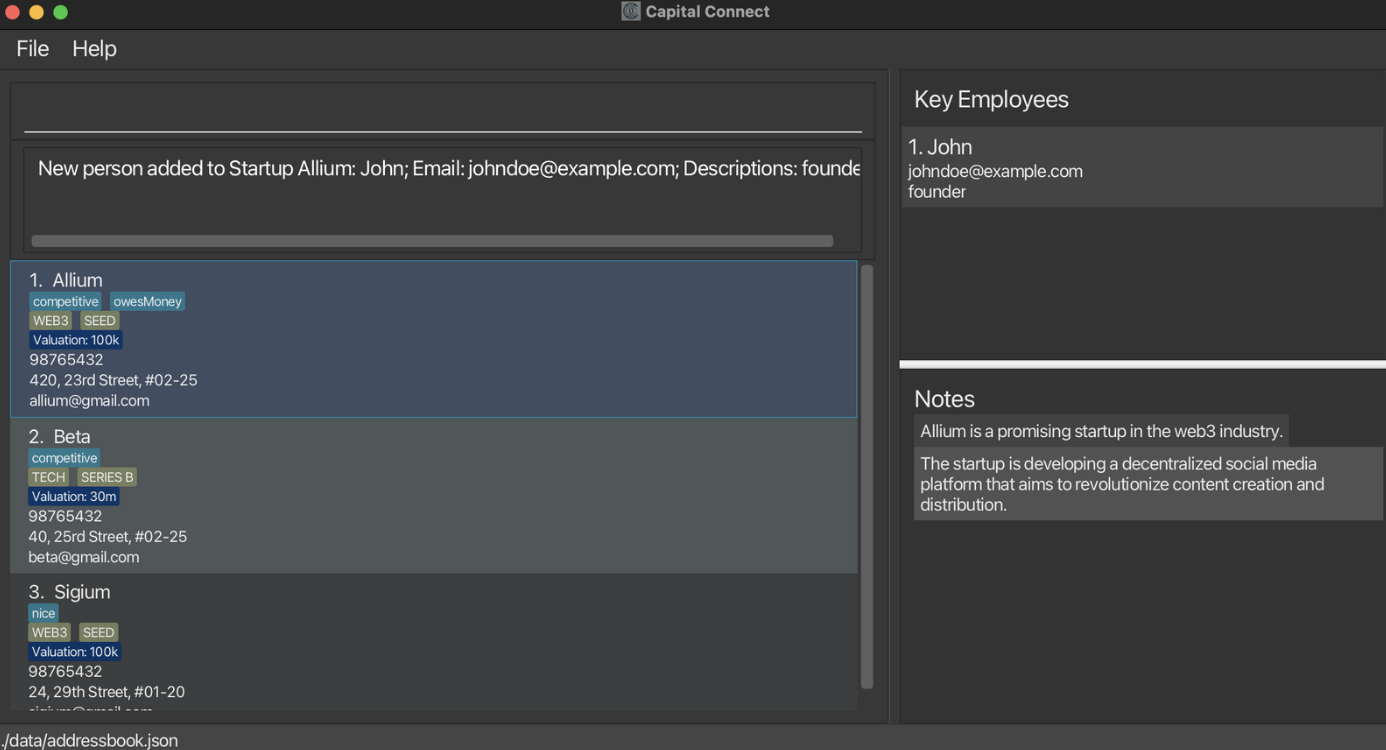 Capital Connect
File Help
New person added to Startup Allium: John; Email: johndoe@example.com; Descriptions: founde
1. Allium
competitive owesMoney
WEB3 SEED
Valuation: 100k
98765432
420, 23rd Street, #02-25
allium@gmail.com
2. Beta
competitive
TECH SERIES B
Valuation: 30m
98765432
40, 25rd Street, #02-25
beta@gmail.com
3. Sigium
nice
WEB3 SEED
Valuation: 100k
98765432
24, 29th Street, #01-20
Key Employees
1. John
johndoe@example.com
founder
Notes
Allium is a promising startup in the web3 industry.
The startup is developing a decentralized social media
platform that aims to revolutionize content creation and
distribution.
./data/addressbook.json